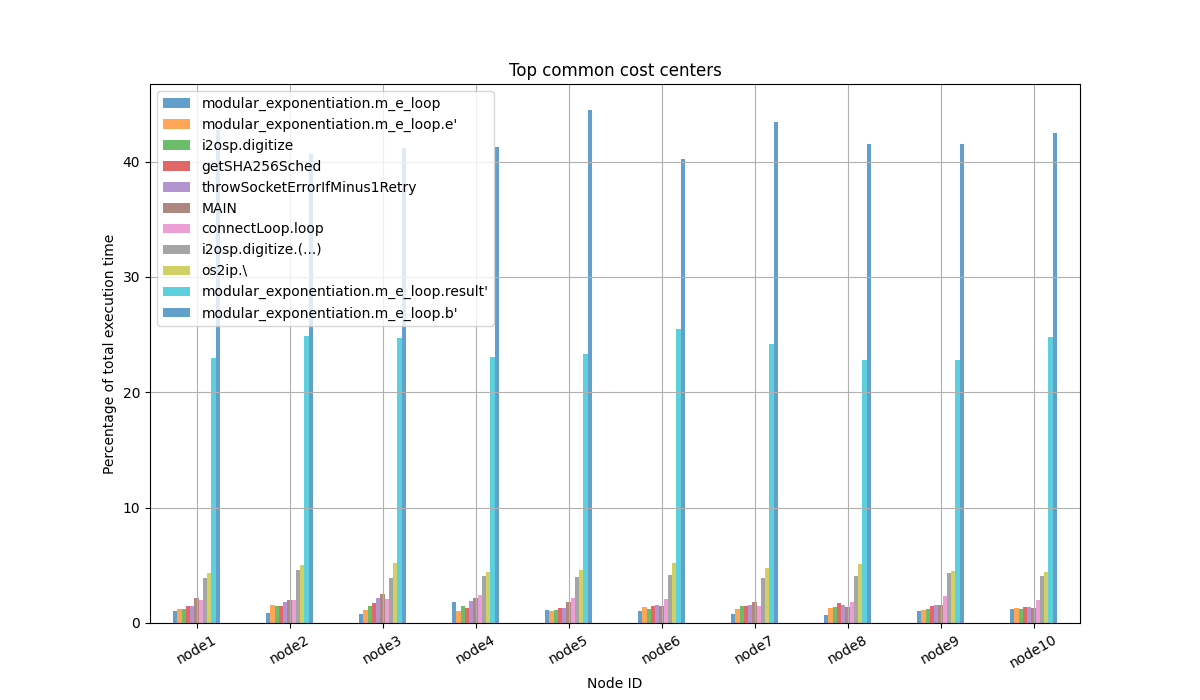 Top common cost centers
modular_exponentiation.m_e_loop
modular_exponentiation.m_e_loop.e'
i2osp.digitize
getSHA256Sched
throwSocketErrorIfMinus1Retry
MAIN
connectLoop.loop
i2osp.digitize.(...)
os2ip.\
modular_exponentiation.m_e_loop.result'
modular_exponentiation.m_e_loop.b'
Percentage of total execution time
40
30
20
10
0
node1 node2 node3 node4 node5 node6 node7 node8 node9 node10
Node ID